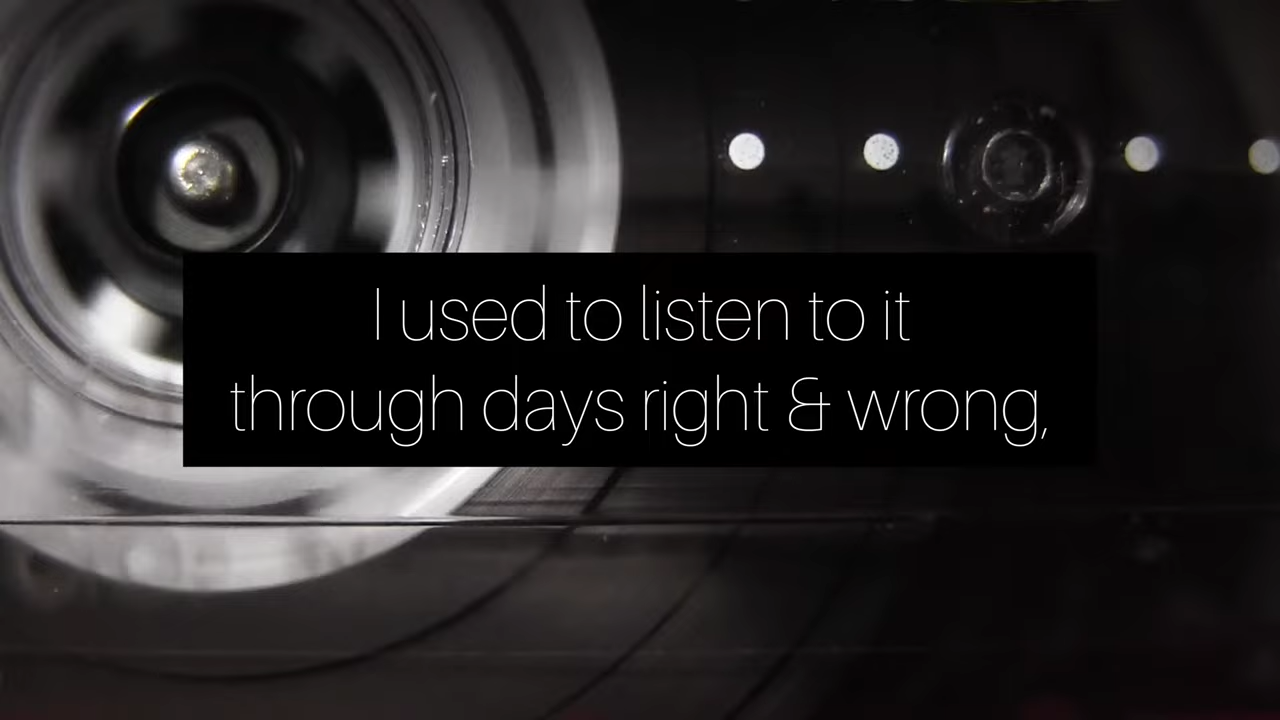 I used to listen to it
through days right & wrong,